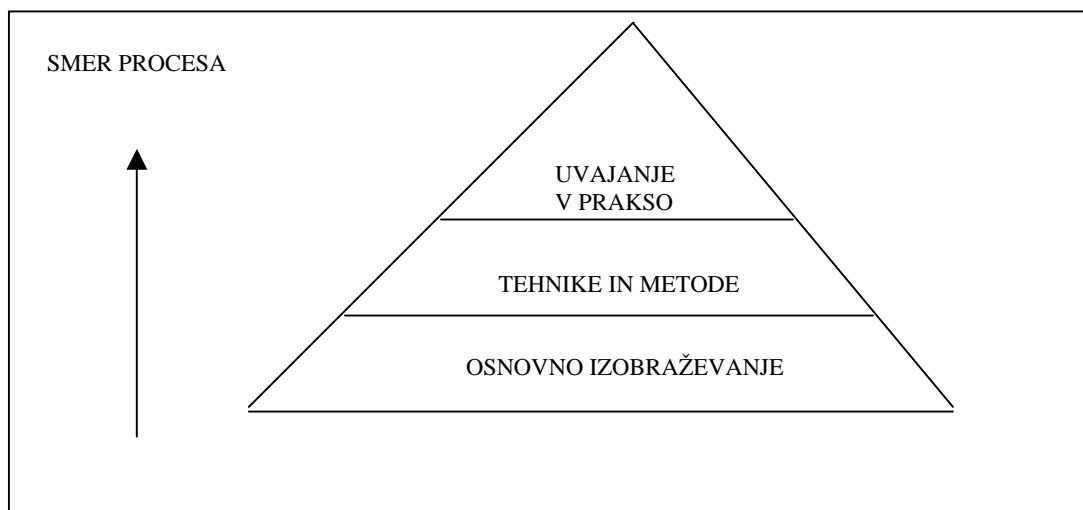 SMER PROCESA
UVAJANJE
V PRAKSO
TEHNIKE IN METODE
OSNOVNO IZOBRAŽEVANJE